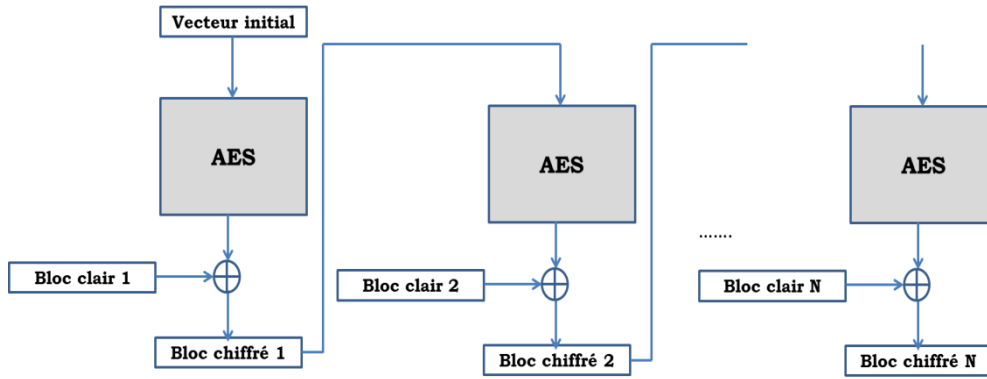 Vecteur initial
AES
AES
AES
.......
Bloc clair 1
Bloc clair 2
Bloc clair N
Bloc chiffré 1
Bloc chiffré 2
Bloc chiffré N